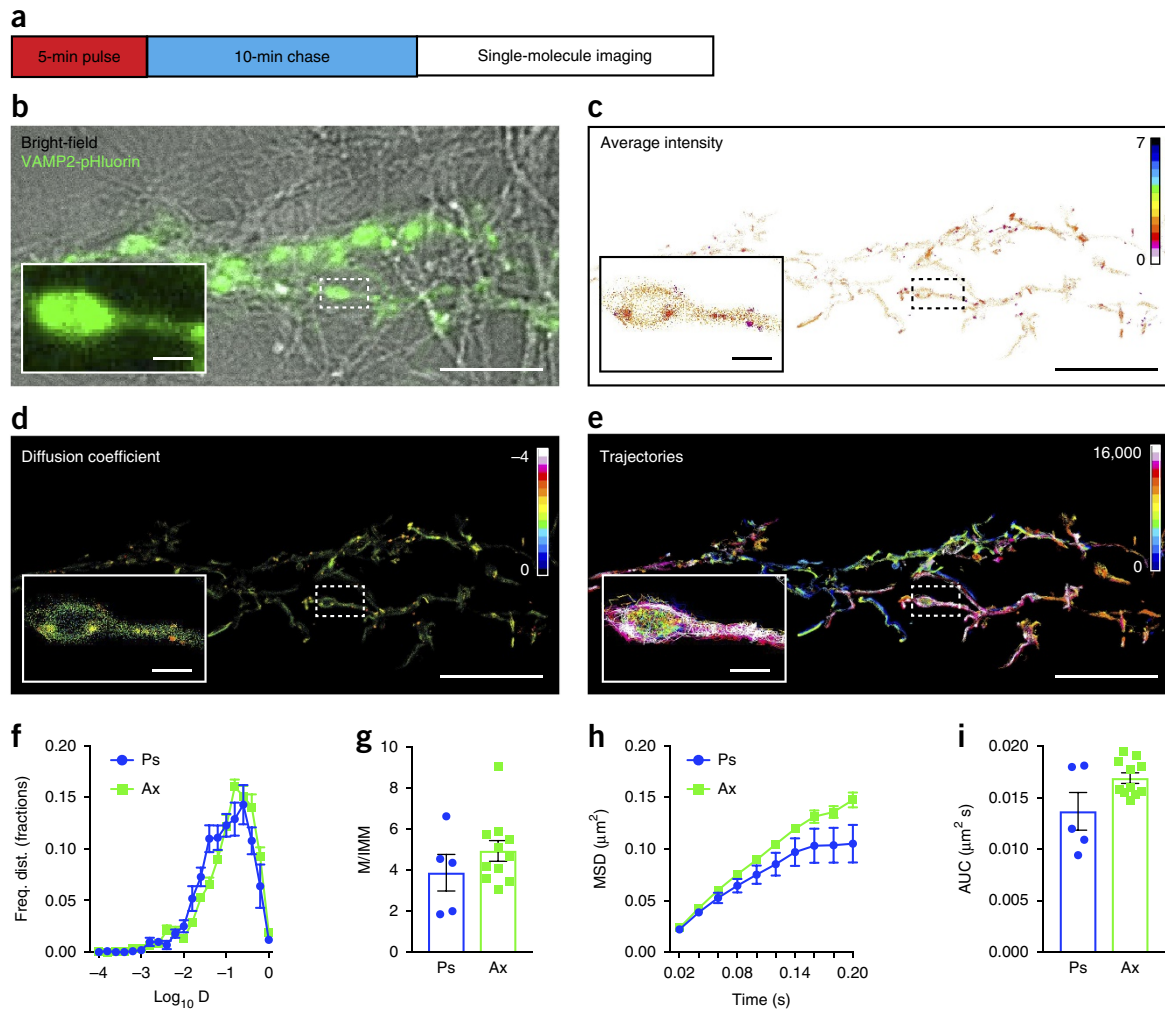 a
5-min pulse 10-min chase Single-molecule imaging
b
Bright-field
VAMP2-pHluorin
c
Average intensity
7
0
d
Diffusion coefficient
–4
0
e
Trajectories
16,000
0
f
Freq. dist. (fractions)
0.20
0.15
0.10
0.05
0.00
Ps
Ax
–4 –3 –2 –1 0
Log10 D
g
M/IMM
10
8
6
4
2
0
Ps Ax
h
MSD (μm²)
0.20
0.15
0.10
0.05
0.00
Ps
Ax
0.02 0.08 0.14 0.20
Time (s)
i
AUC (μm² s)
0.020
0.015
0.010
0.005
0.000
Ps Ax